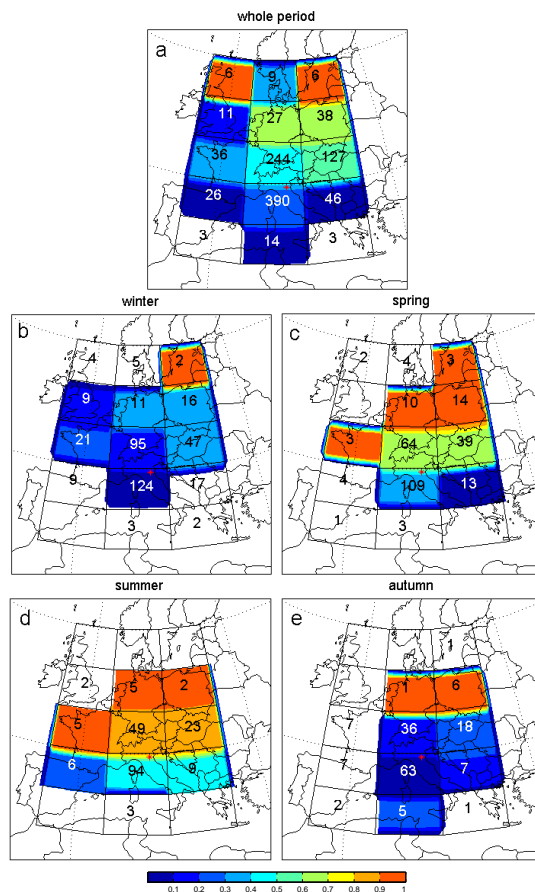 whole period
a
6 9 6
11 27 38
36 244 127
26 390 46
3 14 3
winter
b
4 5 2
9 11 16
21 95 47
9 124 17
3 2
spring
c
2 4 3
10 14
3 64 39
4 109 13
1 3
summer
d
2 5 2
5 49 23
6 94 9
3
autumn
e
1
1 6
7 36 18
7 63 7
2 5 1
0.1 0.2 0.3 0.4 0.5 0.6 0.7 0.8 0.9 1